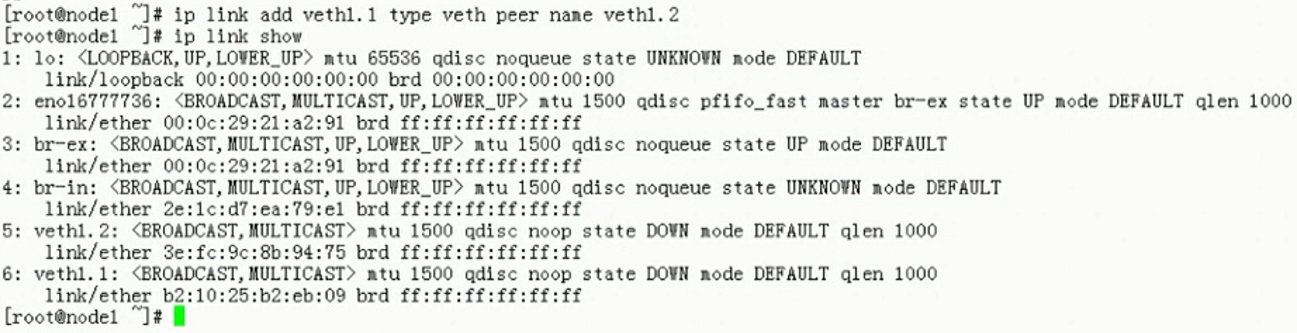 [root@node1 ~]# ip link add veth1.1 type veth peer name veth1.2
[root@node1 ~]# ip link show
1: lo: <LOOPBACK,UP,LOWER_UP> mtu 65536 qdisc noqueue state UNKNOWN mode DEFAULT
    link/loopback 00:00:00:00:00:00 brd 00:00:00:00:00:00
2: eno16777736: <BROADCAST,MULTICAST,UP,LOWER_UP> mtu 1500 qdisc pfifo_fast master br-ex state UP mode DEFAULT qlen 1000
    link/ether 00:0c:29:21:a2:91 brd ff:ff:ff:ff:ff:ff
3: br-ex: <BROADCAST,MULTICAST,UP,LOWER_UP> mtu 1500 qdisc noqueue state UP mode DEFAULT
    link/ether 00:0c:29:21:a2:91 brd ff:ff:ff:ff:ff:ff
4: br-in: <BROADCAST,MULTICAST,UP,LOWER_UP> mtu 1500 qdisc noqueue state UNKNOWN mode DEFAULT
    link/ether 2e:1c:d7:ea:79:e1 brd ff:ff:ff:ff:ff:ff
5: veth1.2: <BROADCAST,MULTICAST> mtu 1500 qdisc noop state DOWN mode DEFAULT qlen 1000
    link/ether 3e:fc:9c:8b:94:75 brd ff:ff:ff:ff:ff:ff
6: veth1.1: <BROADCAST,MULTICAST> mtu 1500 qdisc noop state DOWN mode DEFAULT qlen 1000
    link/ether b2:10:25:b2:eb:09 brd ff:ff:ff:ff:ff:ff
[root@node1 ~]#